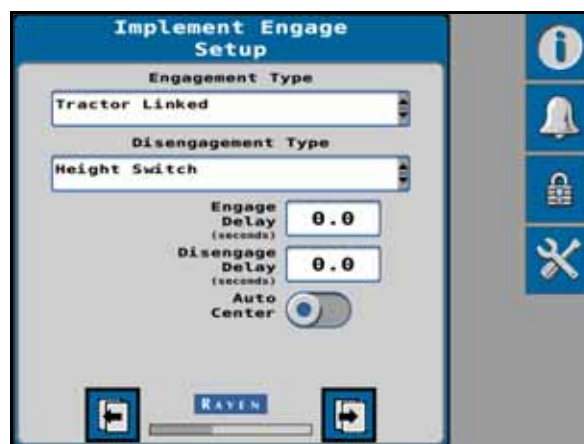 Implement Engage
Setup
Engagement Type
Tractor Linked
Disengagement Type
Height Switch
Engage
Delay
(seconds)
0.0
Disengage
Delay
(seconds)
0.0
Auto
Center
RAVEN